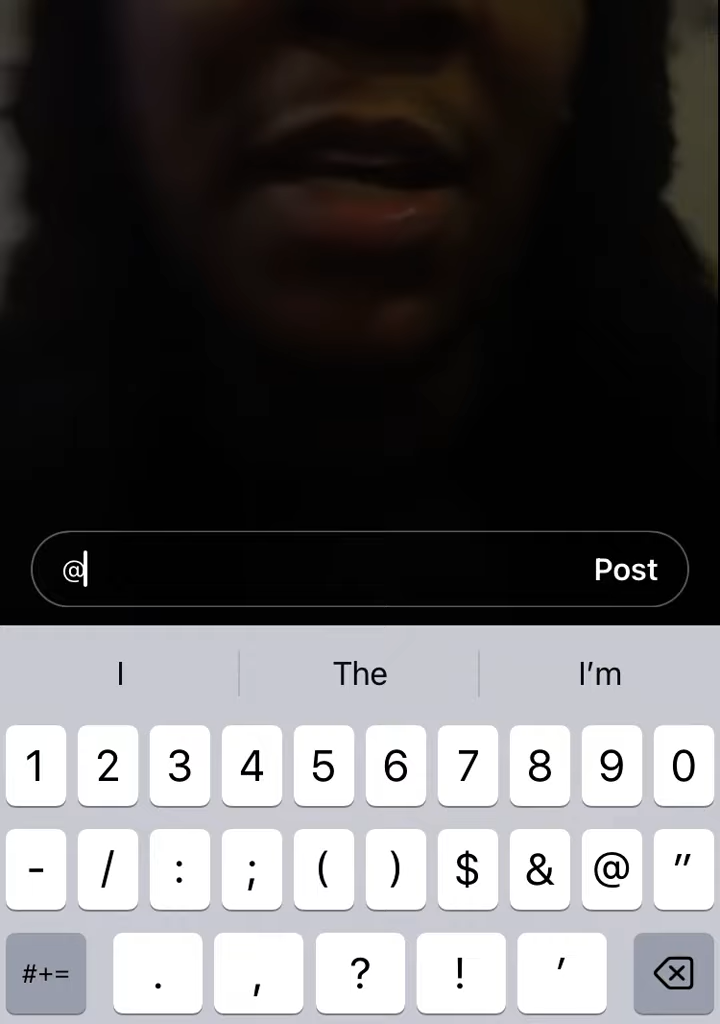 @
Post
I The I’m
1 2 3 4 5 6 7 8 9 0
- / : ; ( ) $ & @ ”
#+= . , ? ! ’